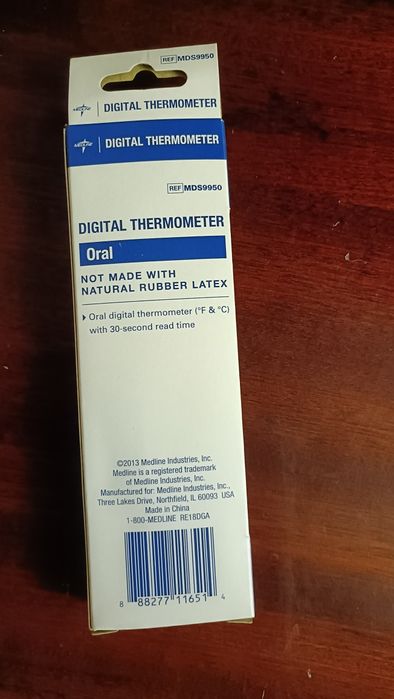 REF MDS9950
MEDLINE | DIGITAL THERMOMETER
MEDLINE | DIGITAL THERMOMETER
REF MDS9950
DIGITAL THERMOMETER
Oral
NOT MADE WITH
NATURAL RUBBER LATEX
Oral digital thermometer (°F & °C)
with 30-second read time
©2013 Medline Industries, Inc.
Medline is a registered trademark
of Medline Industries, Inc.
Manufactured for: Medline Industries, Inc.,
Three Lakes Drive, Northfield, IL 60093 USA
Made in China
1-800-MEDLINE RE18DGA
8 88277 11651 4